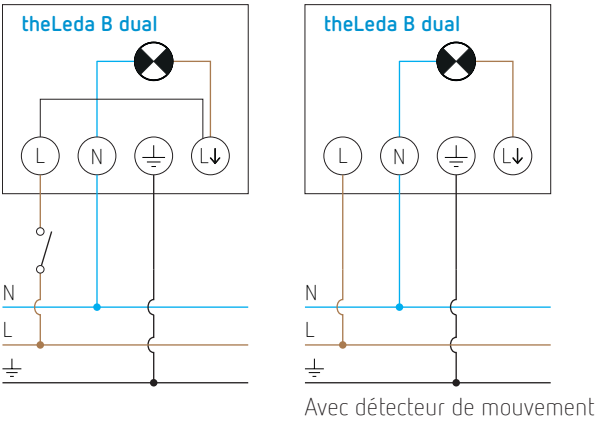 theLeda B dual
L N L↓
N
L
theLeda B dual
L N L↓
N
L
Avec détecteur de mouvement